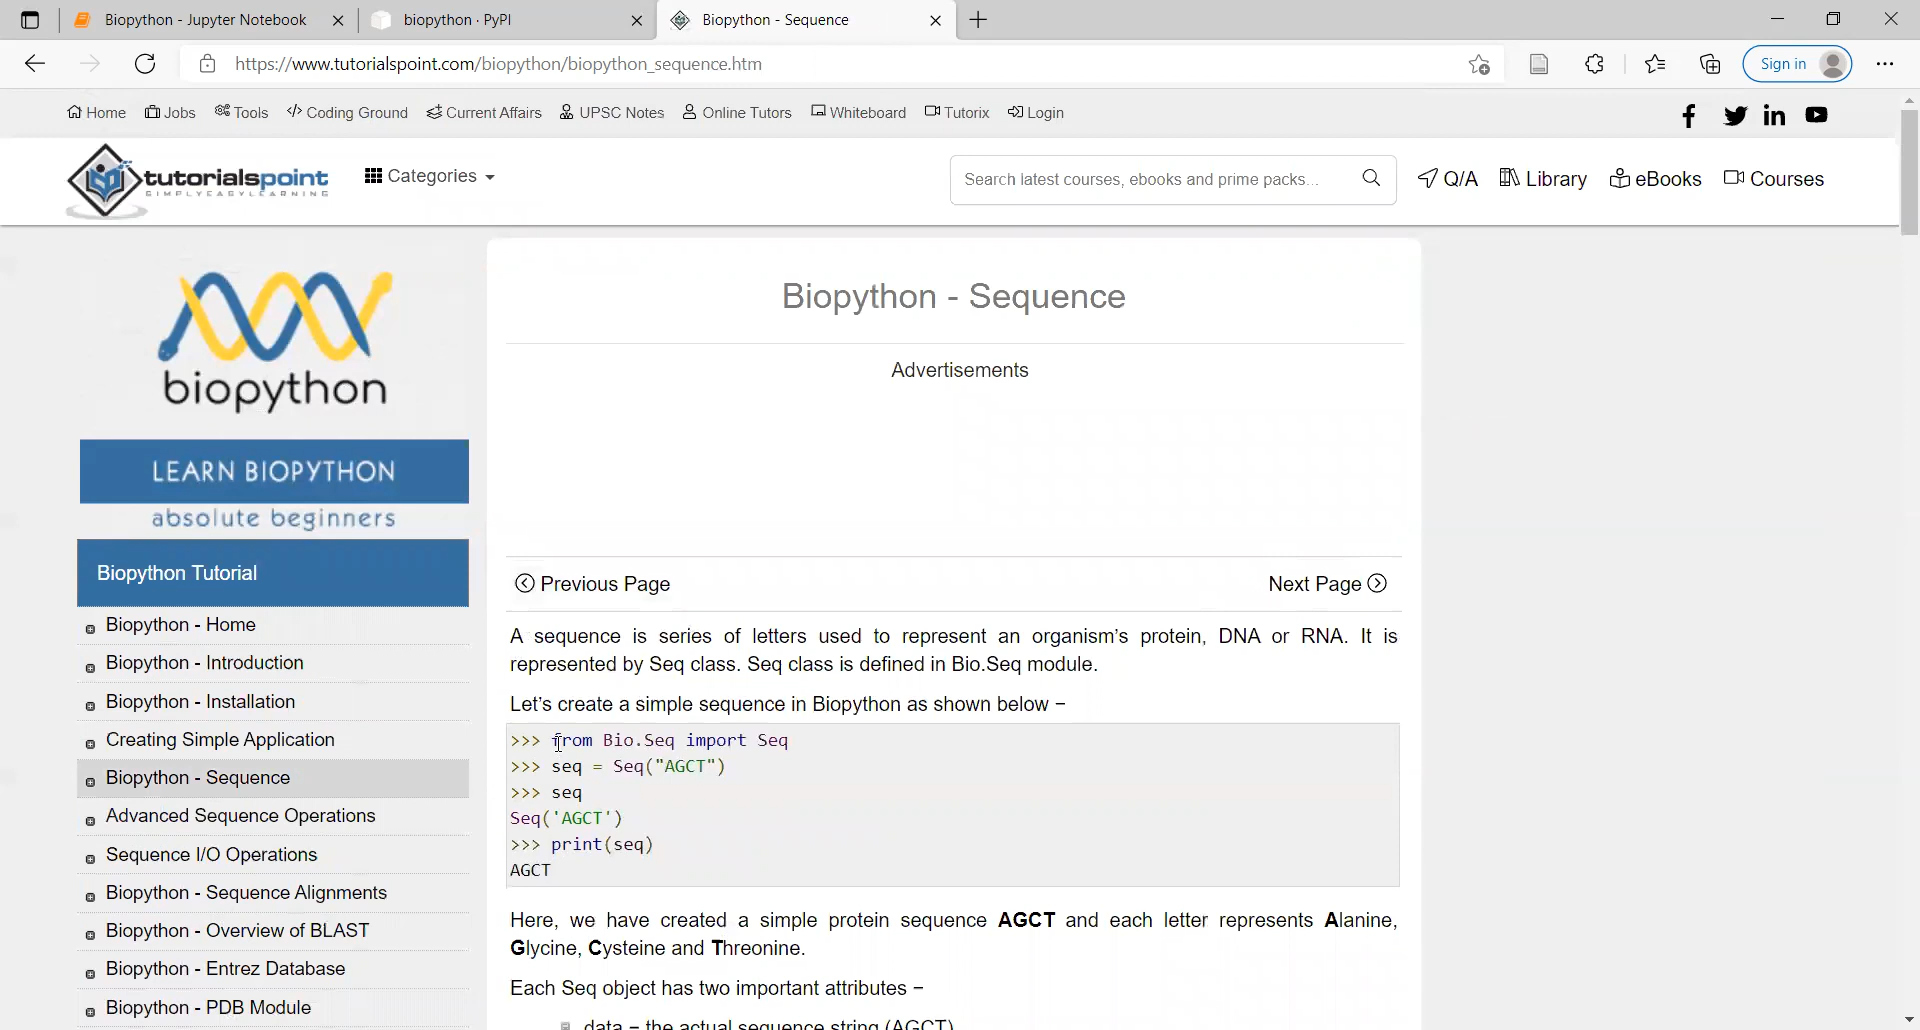 Biopython - Jupyter Notebook
biopython · PyPI
Biopython - Sequence
https://www.tutorialspoint.com/biopython/biopython_sequence.htm
Sign in
Home Jobs Tools Coding Ground Current Affairs UPSC Notes Online Tutors Whiteboard Tutorix Login
tutorialspoint
SIMPLYEASYLEARNING
Categories
Search latest courses, ebooks and prime packs...
Q/A Library eBooks Courses
biopython
LEARN BIOPYTHON
absolute beginners
Biopython Tutorial
Biopython - Home
Biopython - Introduction
Biopython - Installation
Creating Simple Application
Biopython - Sequence
Advanced Sequence Operations
Sequence I/O Operations
Biopython - Sequence Alignments
Biopython - Overview of BLAST
Biopython - Entrez Database
Biopython - PDB Module
Biopython - Sequence
Advertisements
Previous Page
Next Page
A sequence is series of letters used to represent an organism’s protein, DNA or RNA. It is
represented by Seq class. Seq class is defined in Bio.Seq module.
Let’s create a simple sequence in Biopython as shown below −
>>> from Bio.Seq import Seq
>>> seq = Seq("AGCT")
>>> seq
Seq('AGCT')
>>> print(seq)
AGCT
Here, we have created a simple protein sequence AGCT and each letter represents Alanine,
Glycine, Cysteine and Threonine.
Each Seq object has two important attributes −
data − the actual sequence string (AGCT)